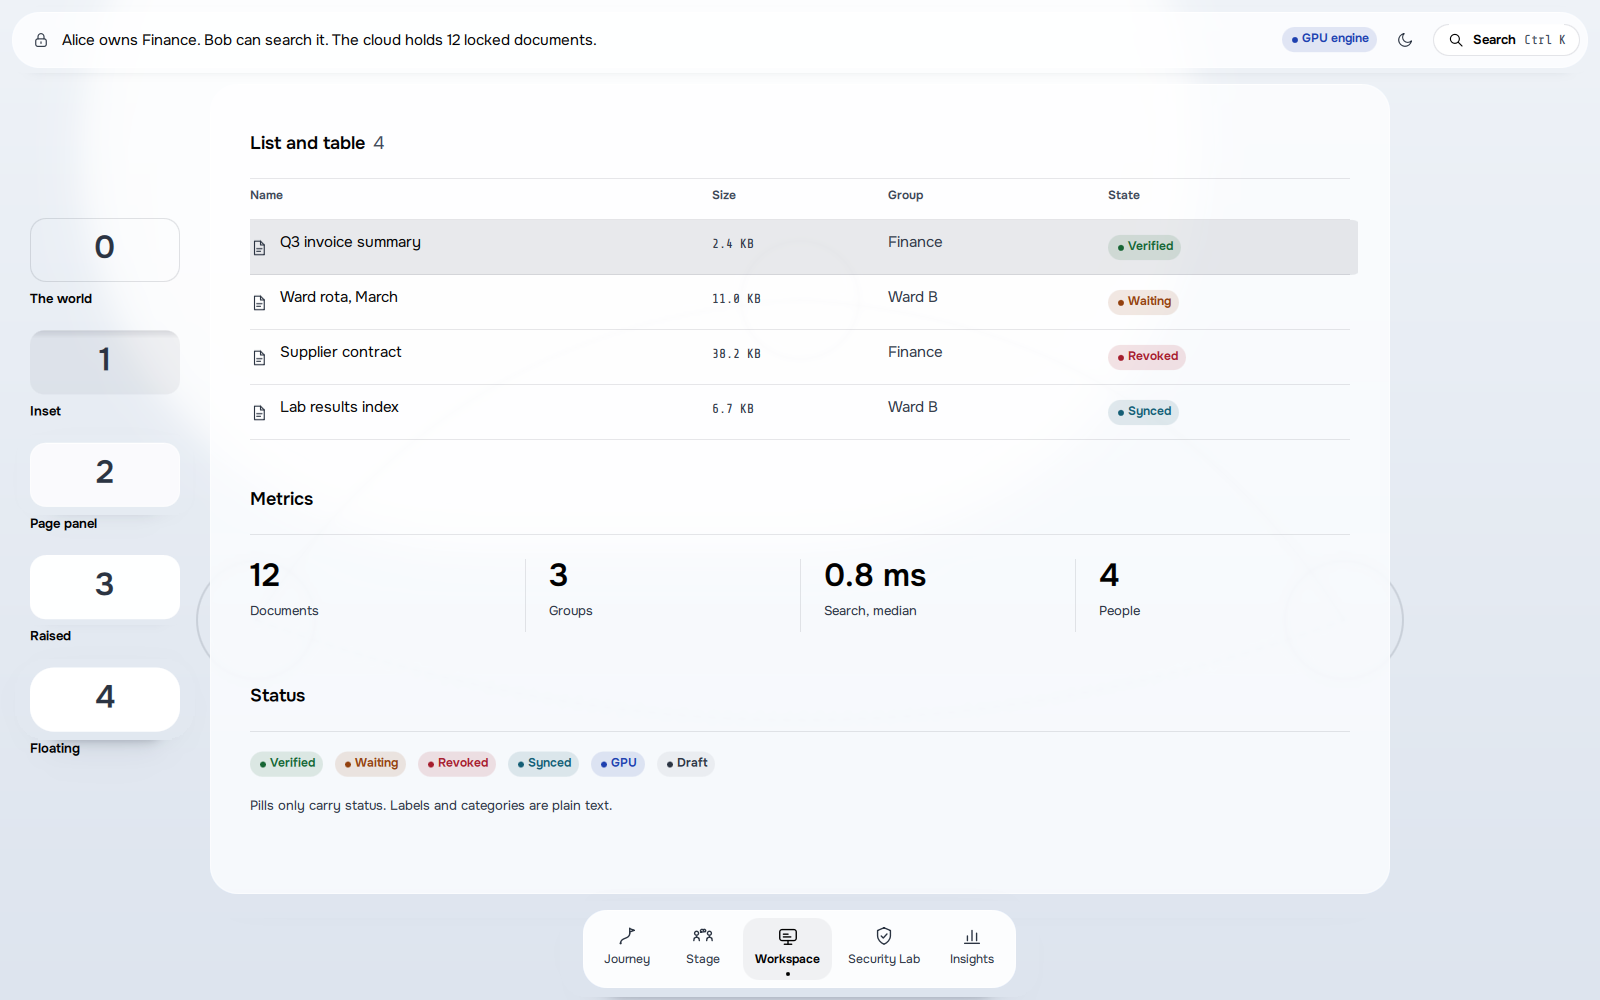 Alice owns Finance. Bob can search it. The cloud holds 12 locked documents.
GPU engine
Search Ctrl K
List and table 4
Name Size Group State
Q3 invoice summary 2.4 KB Finance Verified
Ward rota, March 11.0 KB Ward B Waiting
Supplier contract 38.2 KB Finance Revoked
Lab results index 6.7 KB Ward B Synced
0
The world
1
Inset
2
Page panel
3
Raised
4
Floating
Metrics
12 3 0.8 ms 4
Documents Groups Search, median People
Status
Verified Waiting Revoked Synced GPU Draft
Pills only carry status. Labels and categories are plain text.
Journey Stage Workspace Security Lab Insights